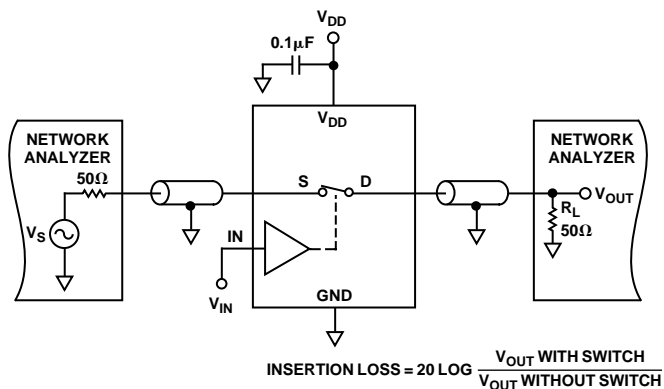 VDD
0.1µF
VDD
NETWORK
ANALYZER
50Ω
VS
S
D
IN
VIN
GND
NETWORK
ANALYZER
VOUT
RL
50Ω
INSERTION LOSS = 20 LOG VOUT WITH SWITCH
VOUT WITHOUT SWITCH